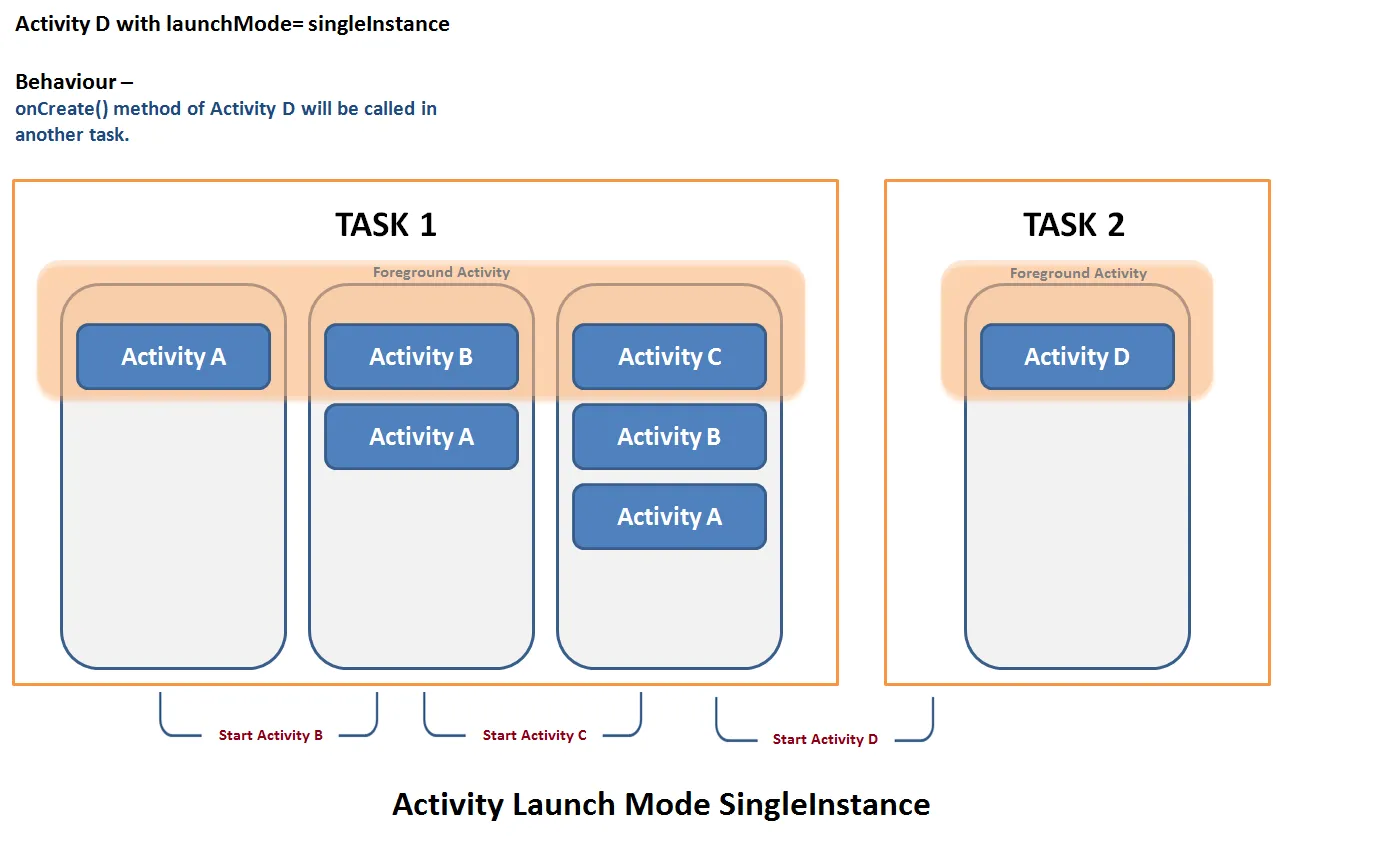 Activity D with launchMode= singleInstance
Behaviour –
onCreate() method of Activity D will be called in
another task.
TASK 1
Foreground Activity
Activity A
Activity B
Activity C
Activity A
Activity B
Activity A
TASK 2
Foreground Activity
Activity D
Start Activity B
Start Activity C
Start Activity D
Activity Launch Mode SingleInstance